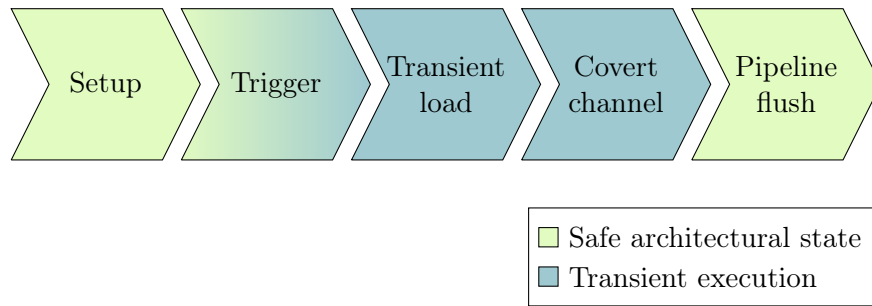 Setup
Trigger
Transient
load
Covert
channel
Pipeline
flush
Safe architectural state
Transient execution